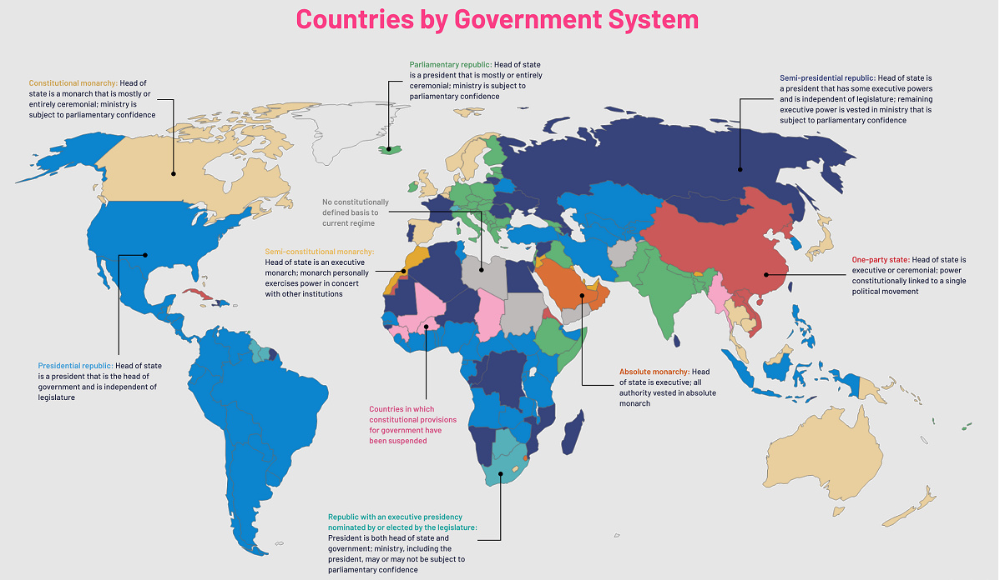 Countries by Government System
Parliamentary republic: Head of state
is a president that is mostly or entirely
ceremonial; ministry is subject to
parliamentary confidence
Constitutional monarchy: Head of
state is a monarch that is mostly or
entirely ceremonial; ministry is
subject to parliamentary confidence
Semi-presidential republic: Head of state is
a president that has some executive powers
and is independent of legislature; remaining
executive power is vested in ministry that is
subject to parliamentary confidence
No constitutionally
defined basis to
current regime
Semi-constitutional monarchy:
Head of state is an executive
monarch; monarch personally
exercises power in concert
with other institutions
One-party state: Head of state is
executive or ceremonial; power
constitutionally linked to a single
political movement
Presidential republic: Head of state
is a president that is the head of
government and is independent of
legislature
Absolute monarchy: Head
of state is executive; all
authority vested in absolute
monarch
Countries in which
constitutional provisions
for government have
been suspended
Republic with an executive presidency
nominated by or elected by the legislature:
President is both head of state and
government; ministry, including the
president, may or may not be subject to
parliamentary confidence